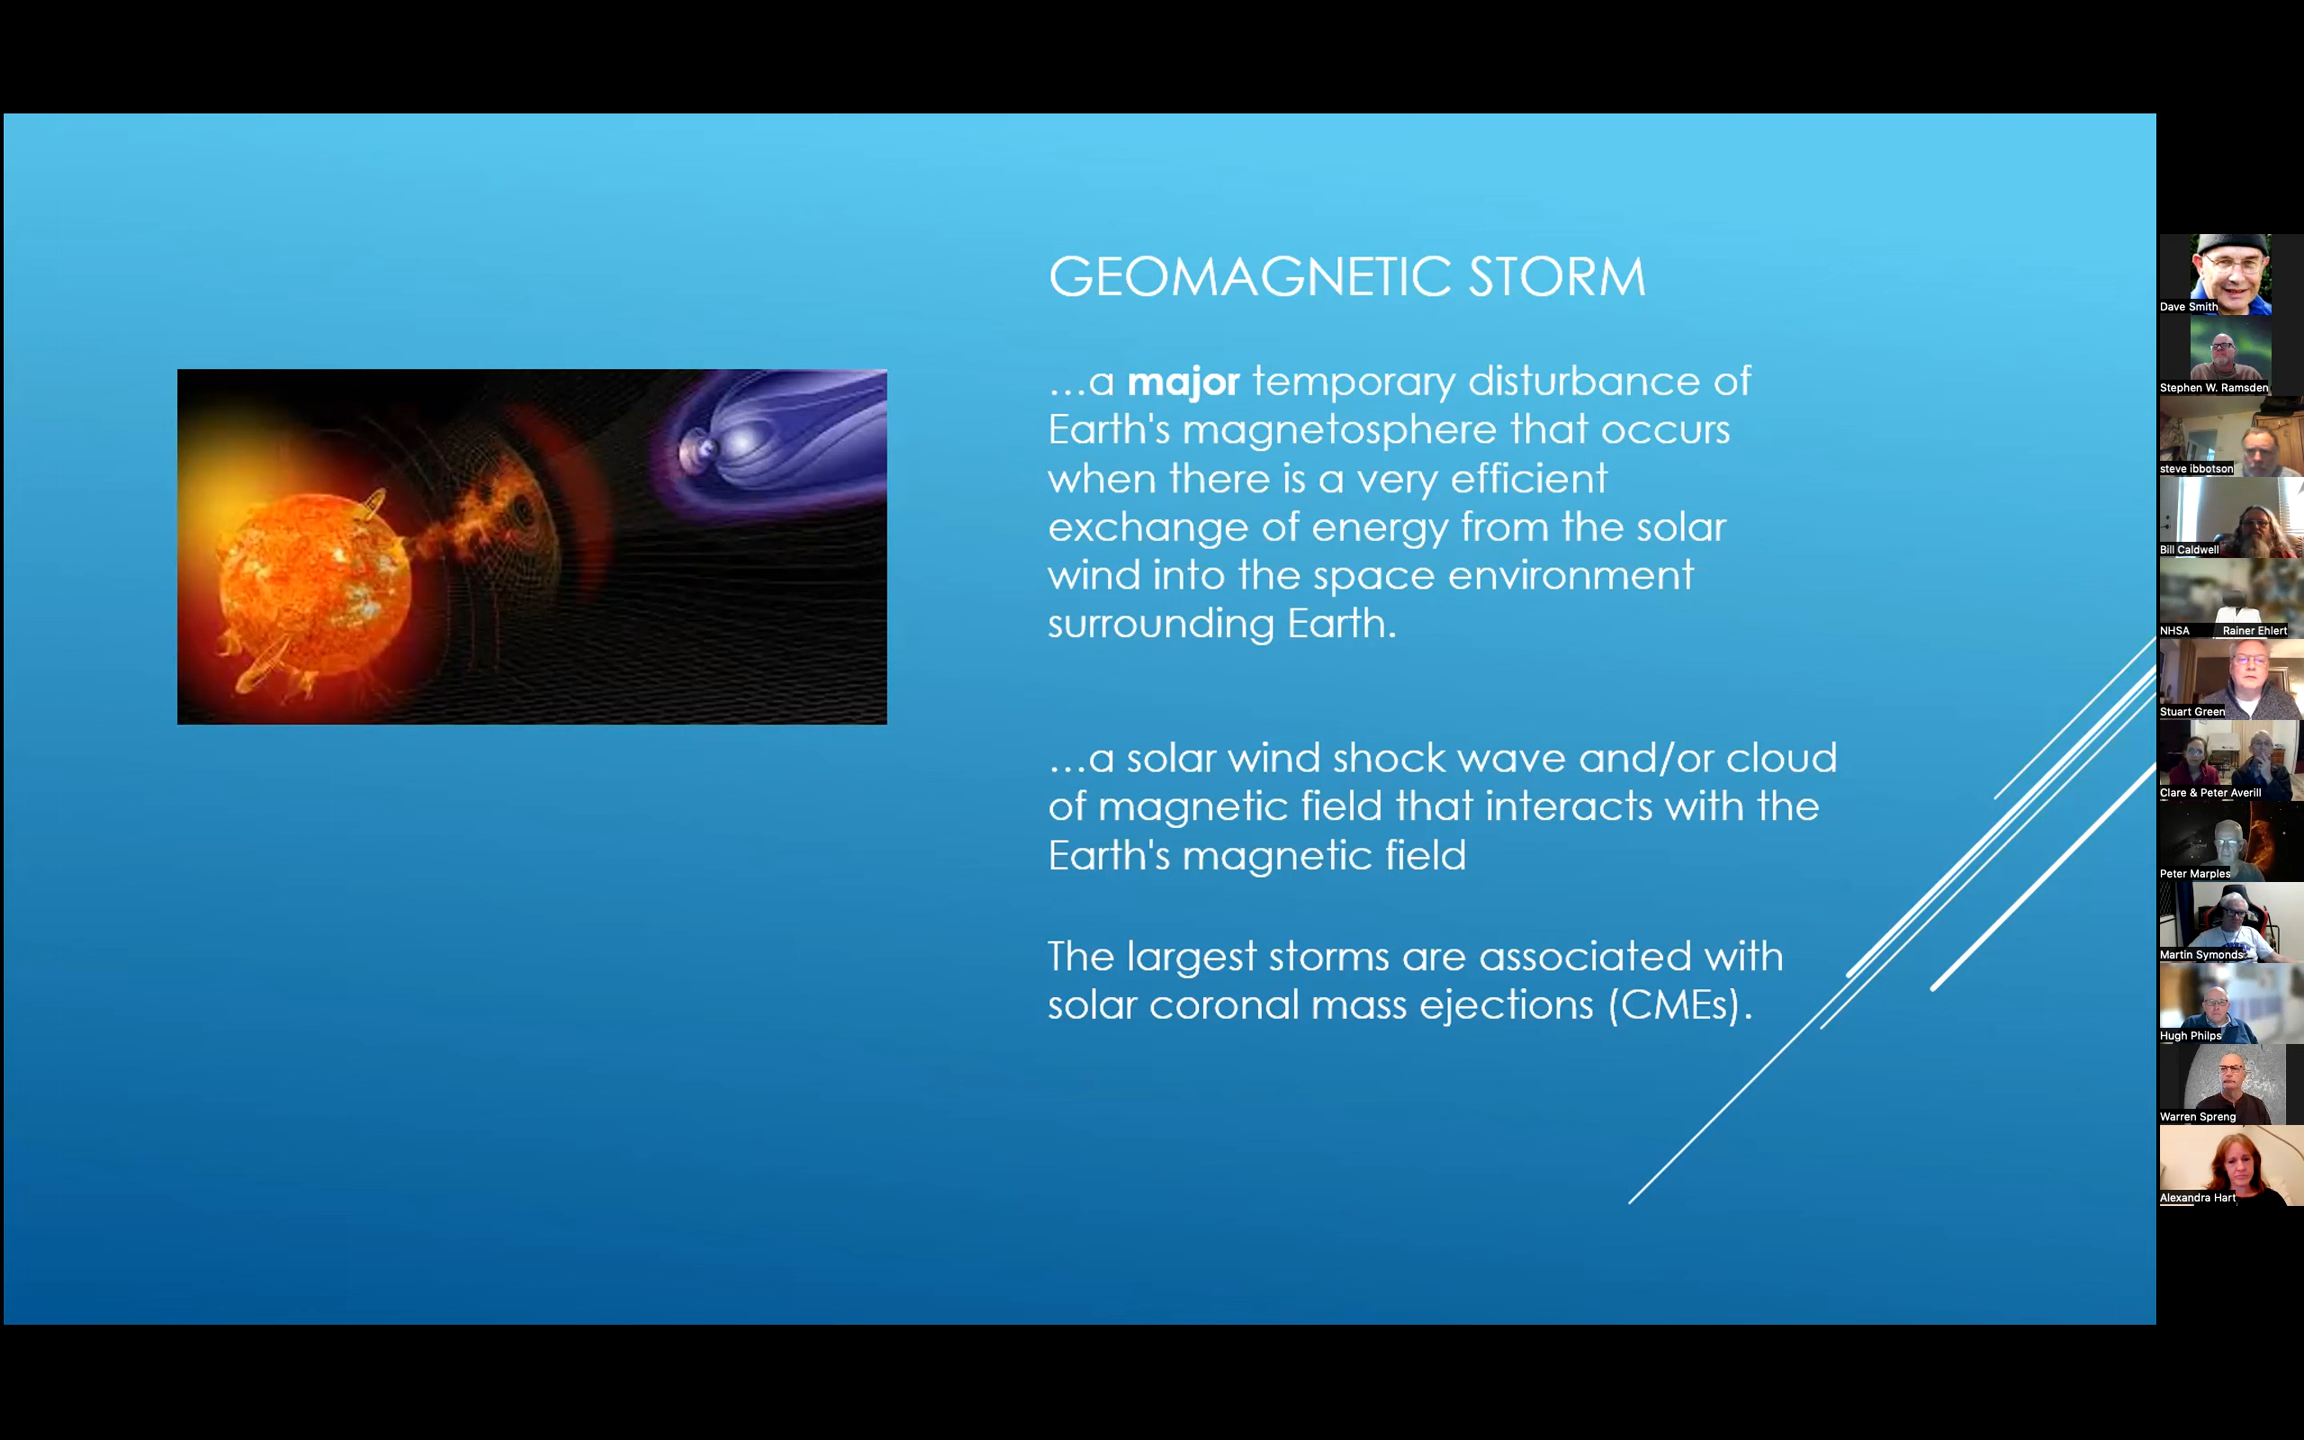 GEOMAGNETIC STORM
...a major temporary disturbance of
Earth's magnetosphere that occurs
when there is a very efficient
exchange of energy from the solar
wind into the space environment
surrounding Earth.
...a solar wind shock wave and/or cloud
of magnetic field that interacts with the
Earth's magnetic field
The largest storms are associated with
solar coronal mass ejections (CMEs).
Dave Smith
Stephen W. Ramsden
steve ibbotson
Bill Caldwell
NHSA Rainer Ehlert
Stuart Green
Clare & Peter Averill
Peter Marples
Martin Symonds
Hugh Philps
Warren Spreng
Alexandra Hart